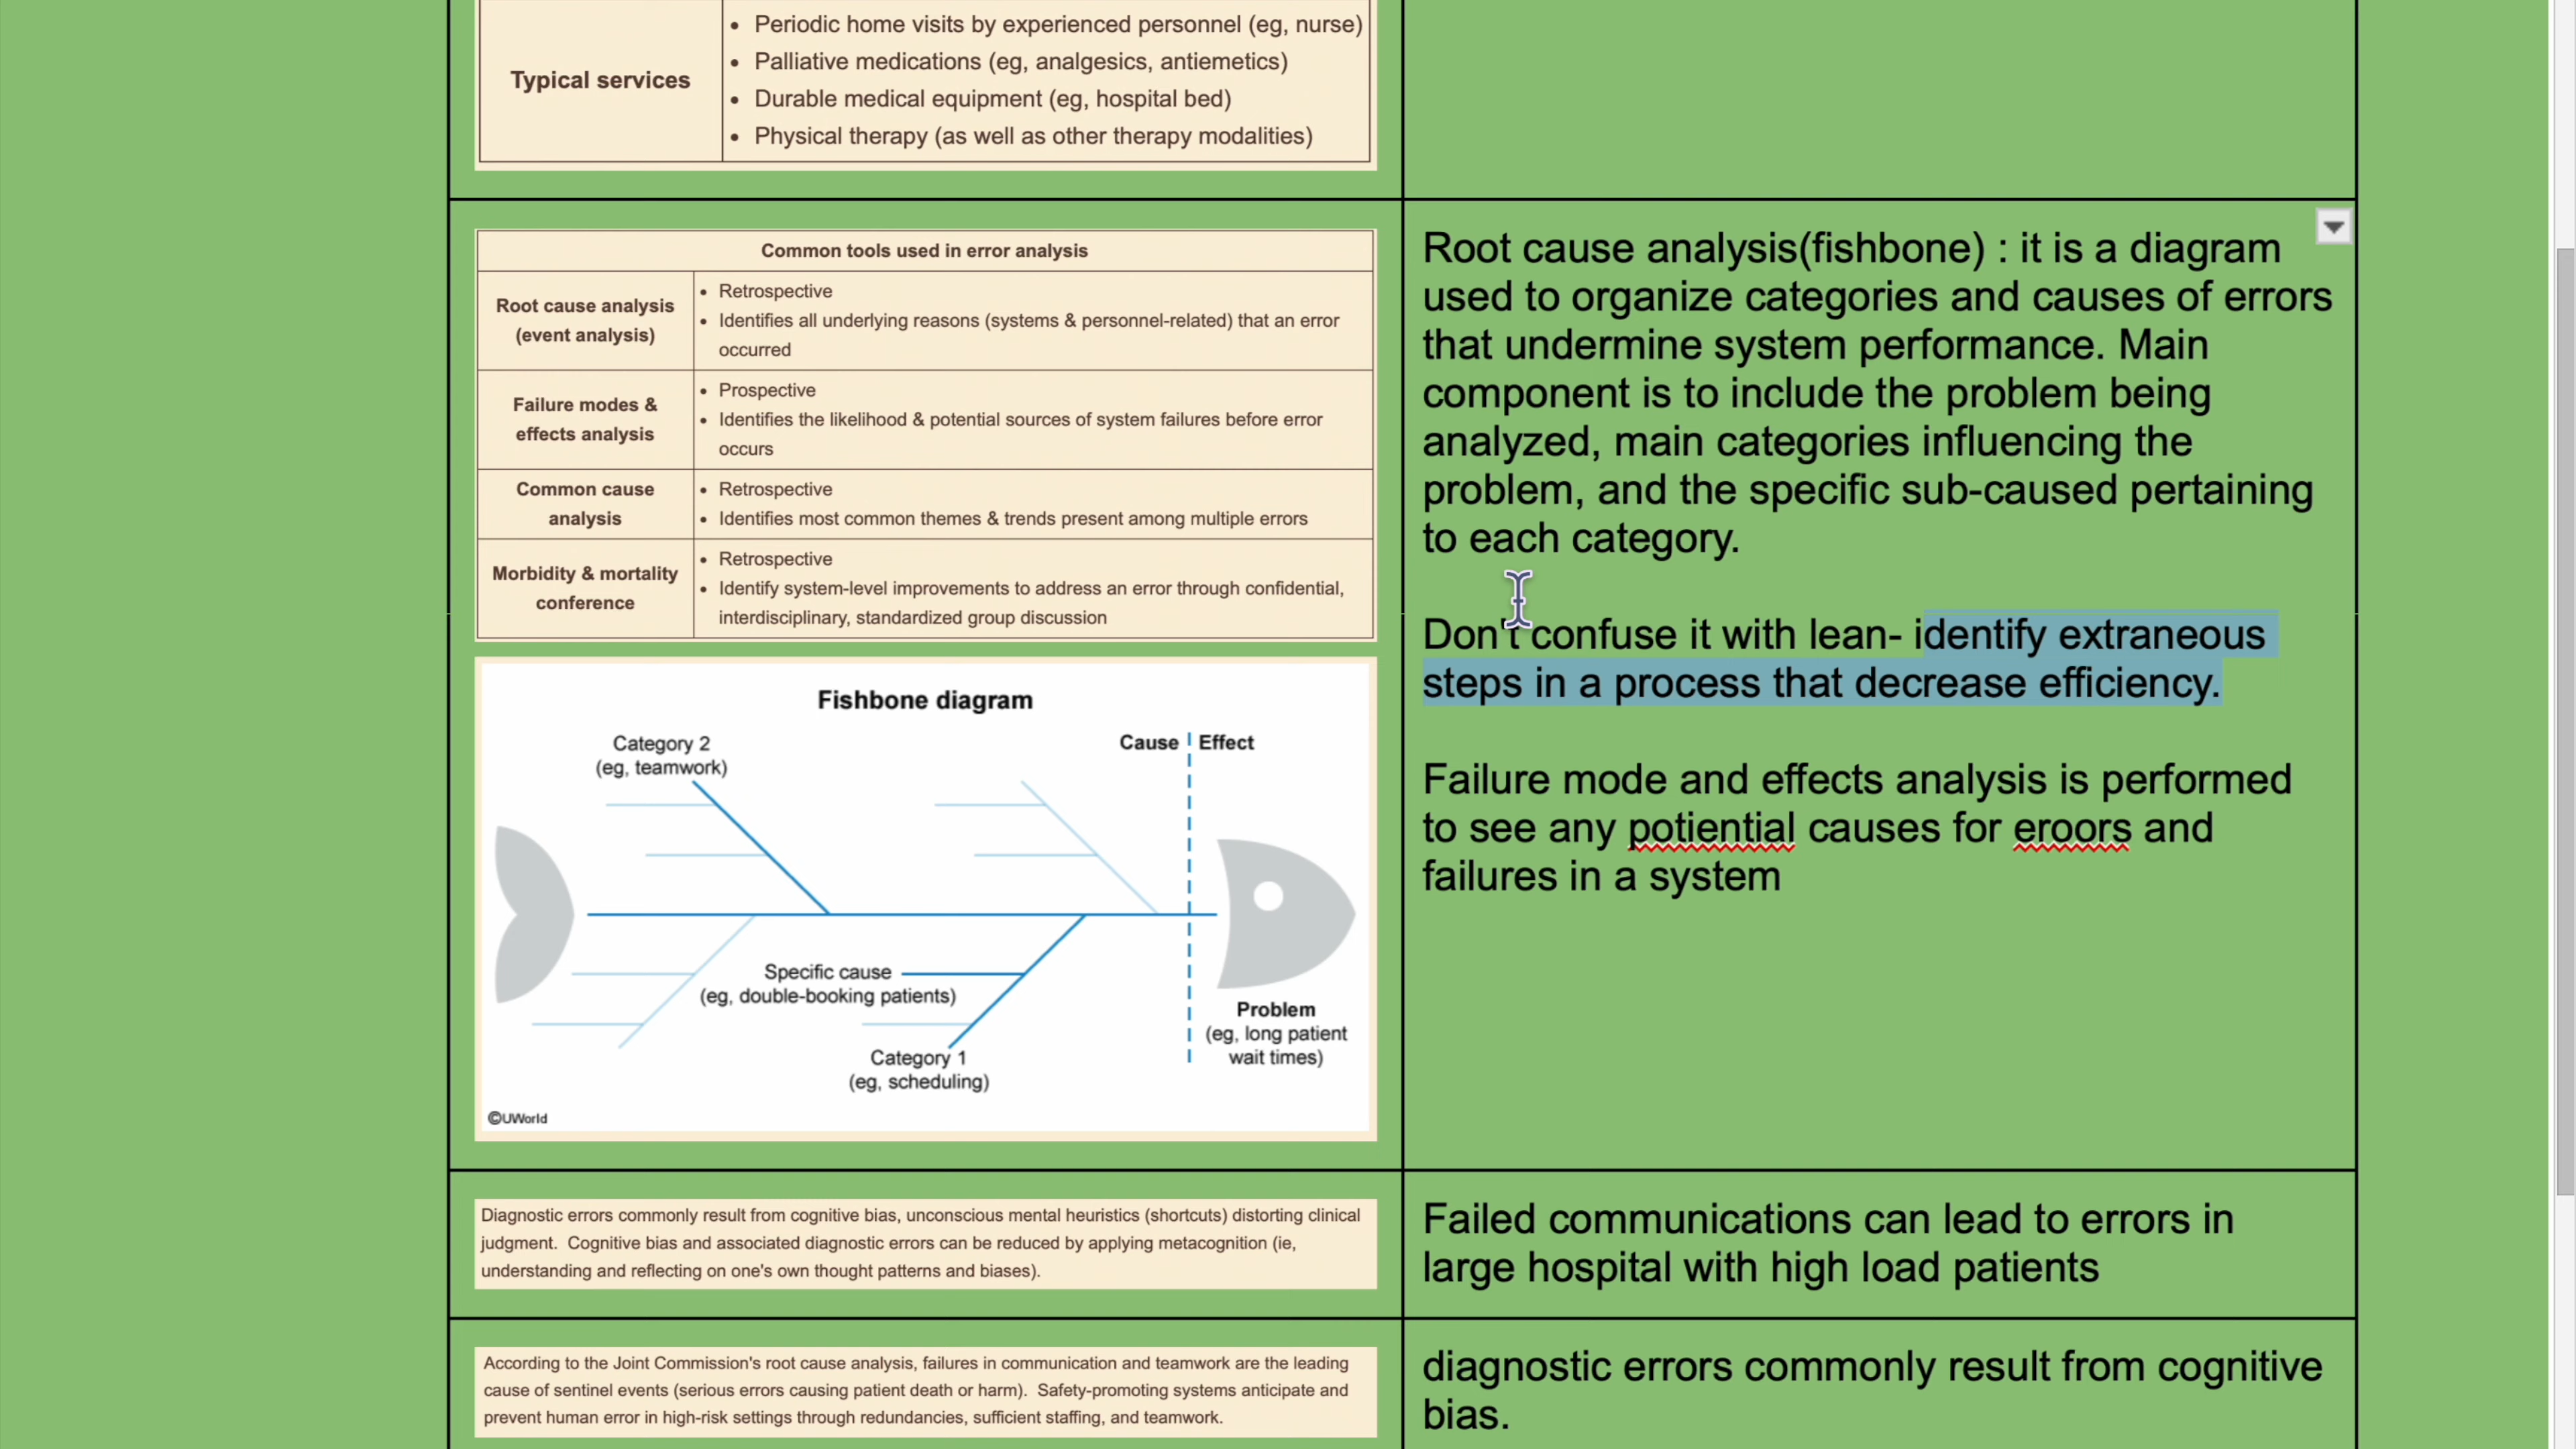 Typical services
• Periodic home visits by experienced personnel (eg, nurse)
• Palliative medications (eg, analgesics, antiemetics)
• Durable medical equipment (eg, hospital bed)
• Physical therapy (as well as other therapy modalities)
Common tools used in error analysis
Root cause analysis
(event analysis)
• Retrospective
• Identifies all underlying reasons (systems & personnel-related) that an error
occurred
Failure modes &
effects analysis
• Prospective
• Identifies the likelihood & potential sources of system failures before error
occurs
Common cause
analysis
• Retrospective
• Identifies most common themes & trends present among multiple errors
Morbidity & mortality
conference
• Retrospective
• Identify system-level improvements to address an error through confidential,
interdisciplinary, standardized group discussion
Fishbone diagram
Category 2
(eg, teamwork)
Cause
Effect
Specific cause
(eg, double-booking patients)
Category 1
(eg, scheduling)
Problem
(eg, long patient
wait times)
©UWorld
Root cause analysis(fishbone) : it is a diagram
used to organize categories and causes of errors
that undermine system performance. Main
component is to include the problem being
analyzed, main categories influencing the
problem, and the specific sub-caused pertaining
to each category.
Don't confuse it with lean- identify extraneous
steps in a process that decrease efficiency.
Failure mode and effects analysis is performed
to see any potiential causes for eroors and
failures in a system
Diagnostic errors commonly result from cognitive bias, unconscious mental heuristics (shortcuts) distorting clinical
judgment.  Cognitive bias and associated diagnostic errors can be reduced by applying metacognition (ie,
understanding and reflecting on one's own thought patterns and biases).
Failed communications can lead to errors in
large hospital with high load patients
According to the Joint Commission's root cause analysis, failures in communication and teamwork are the leading
cause of sentinel events (serious errors causing patient death or harm).  Safety-promoting systems anticipate and
prevent human error in high-risk settings through redundancies, sufficient staffing, and teamwork.
diagnostic errors commonly result from cognitive
bias.